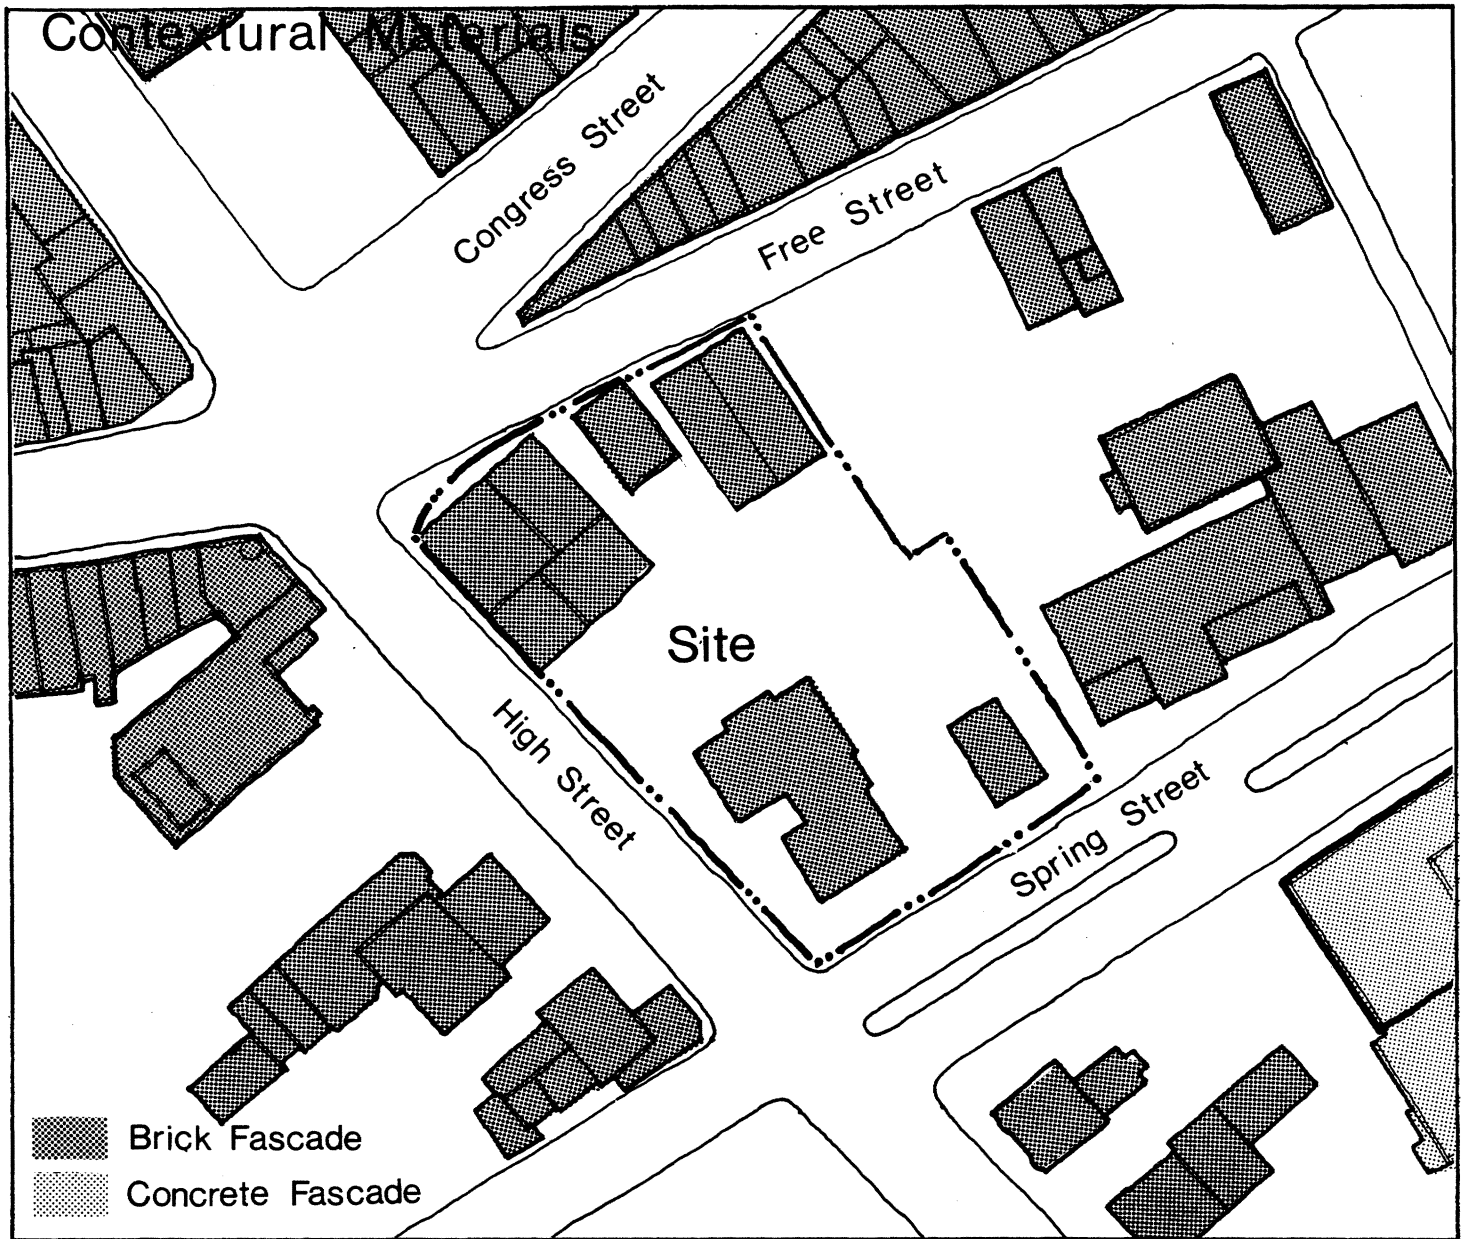 Contextural Materials
Congress Street
Free Street
Site
High Street
Spring Street
Brick Fascade
Concrete Fascade